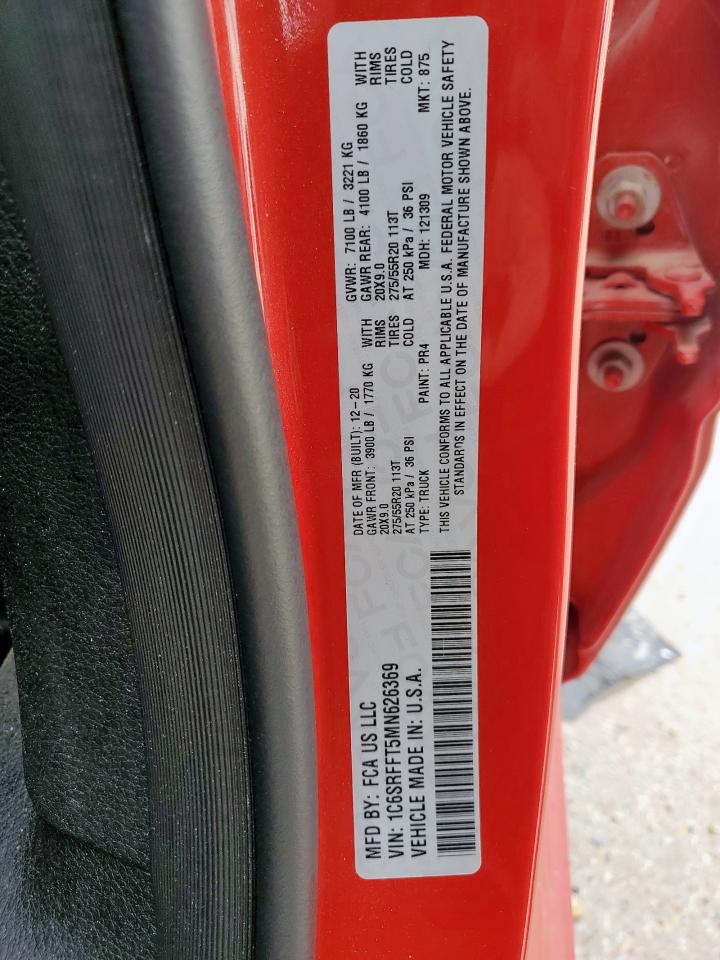 MFD BY: FCA US LLC
VIN: 1C6SRFFT5MN626369
VEHICLE MADE IN: U.S.A.
DATE OF MFR (BUILT): 12-20 GVWR: 7100 LB / 3221 KG
GAWR FRONT: 3900 LB / 1770 KG WITH GAWR REAR: 4100 LB / 1860 KG WITH
20X9.0 RIMS 20X9.0 RIMS
275/55R20 113T TIRES 275/55R20 113T TIRES
AT 250 kPa / 36 PSI COLD AT 250 kPa / 36 PSI COLD
TYPE: TRUCK PAINT: PR4 MDH: 121309 MKT: 875
THIS VEHICLE CONFORMS TO ALL APPLICABLE U.S.A. FEDERAL MOTOR VEHICLE SAFETY
STANDARDS IN EFFECT ON THE DATE OF MANUFACTURE SHOWN ABOVE.